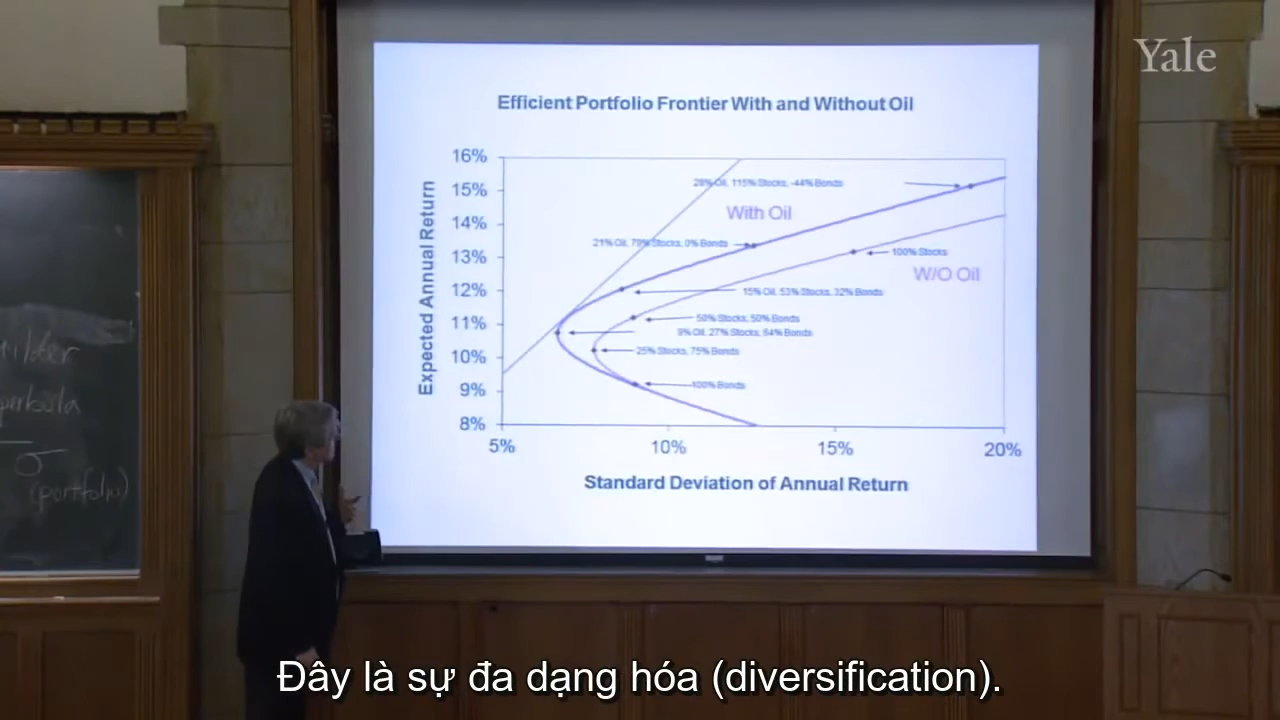 Yale
Efficient Portfolio Frontier With and Without Oil
16%
15%
14%
13%
12%
11%
10%
9%
8%
Expected Annual Return
28% Oil, 115% Stocks, -44% Bonds
With Oil
21% Oil, 79% Stocks, 0% Bonds
100% Stocks
W/O Oil
15% Oil, 53% Stocks, 32% Bonds
50% Stocks, 50% Bonds
9% Oil, 27% Stocks, 64% Bonds
25% Stocks, 75% Bonds
100% Bonds
5%
10%
15%
20%
Standard Deviation of Annual Return
σ
(portfolio)
Đây là sự đa dạng hóa (diversification).